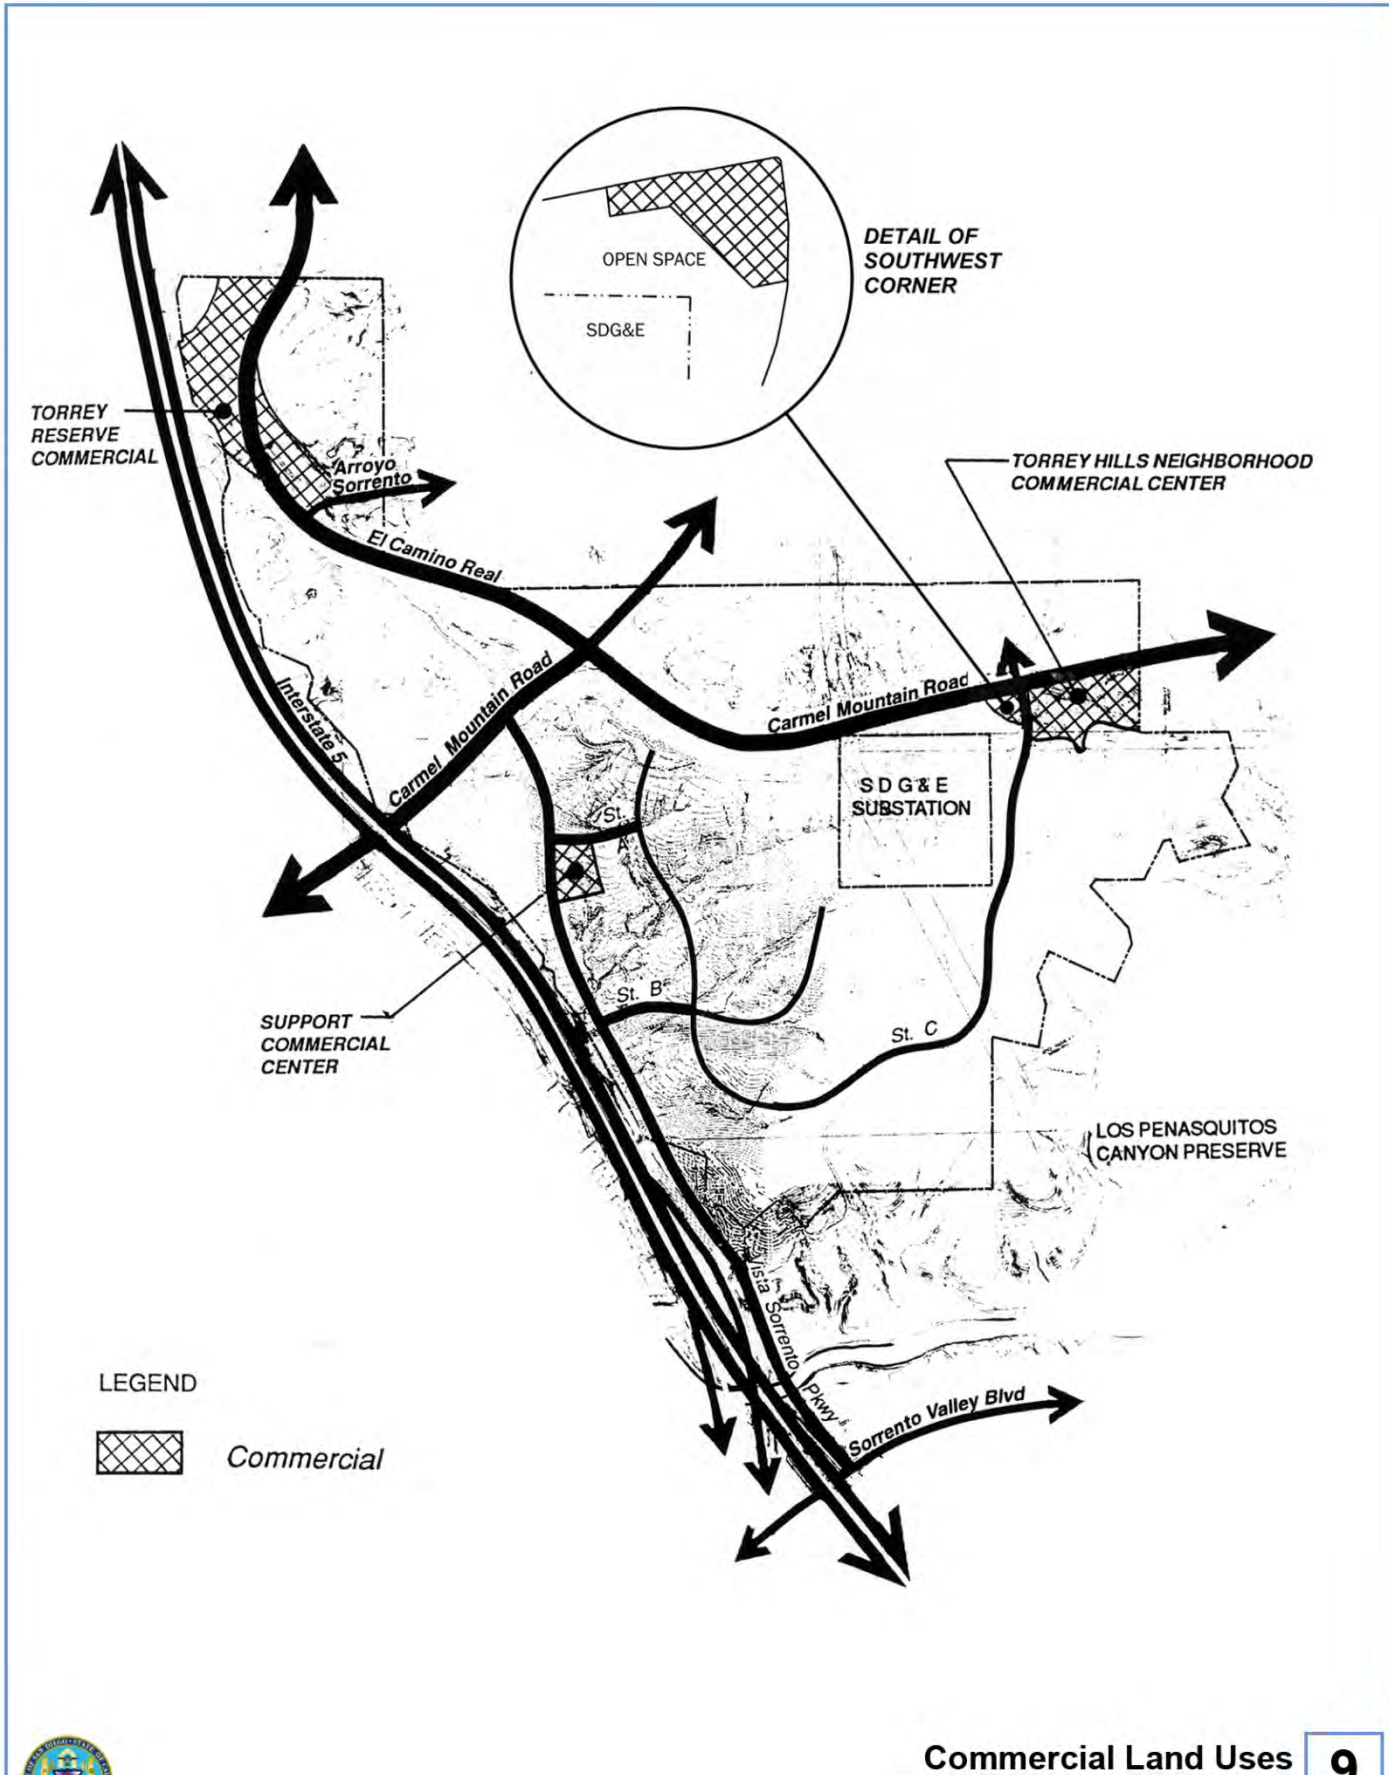 DETAIL OF
SOUTHWEST
CORNER
OPEN SPACE
SDG&E
TORREY
RESERVE
COMMERCIAL
Arroyo
Sorrento
TORREY HILLS NEIGHBORHOOD
COMMERCIAL CENTER
El Camino Real
Carmel Mountain Road
Carmel Mountain Road
Interstate 5
S D G & E
SUBSTATION
St.
A
St. B
St. C
SUPPORT
COMMERCIAL
CENTER
LOS PENASQUITOS
CANYON PRESERVE
Vista Sorrento Pkwy
Sorrento Valley Blvd
LEGEND
Commercial
Commercial Land Uses
9